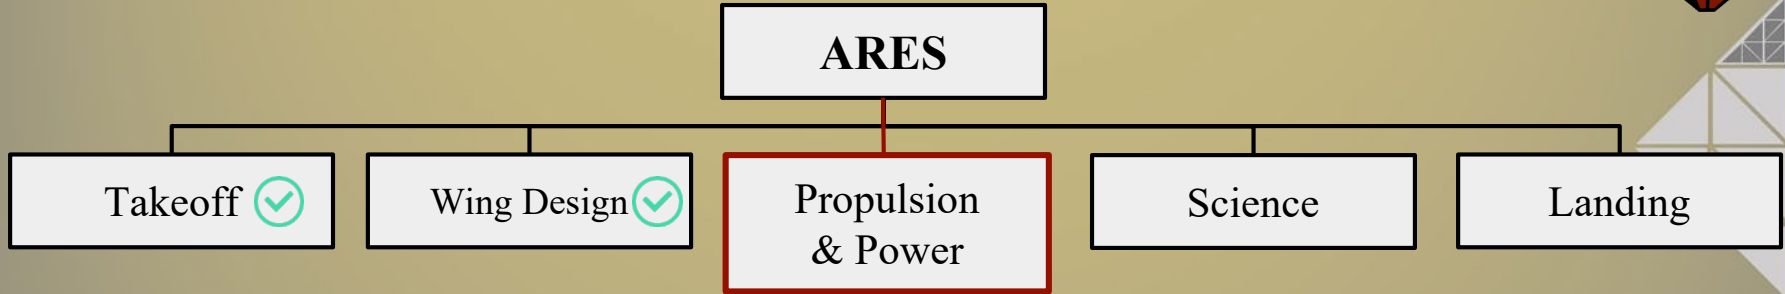 ARES
Takeoff
Wing Design
Propulsion
& Power
Science
Landing